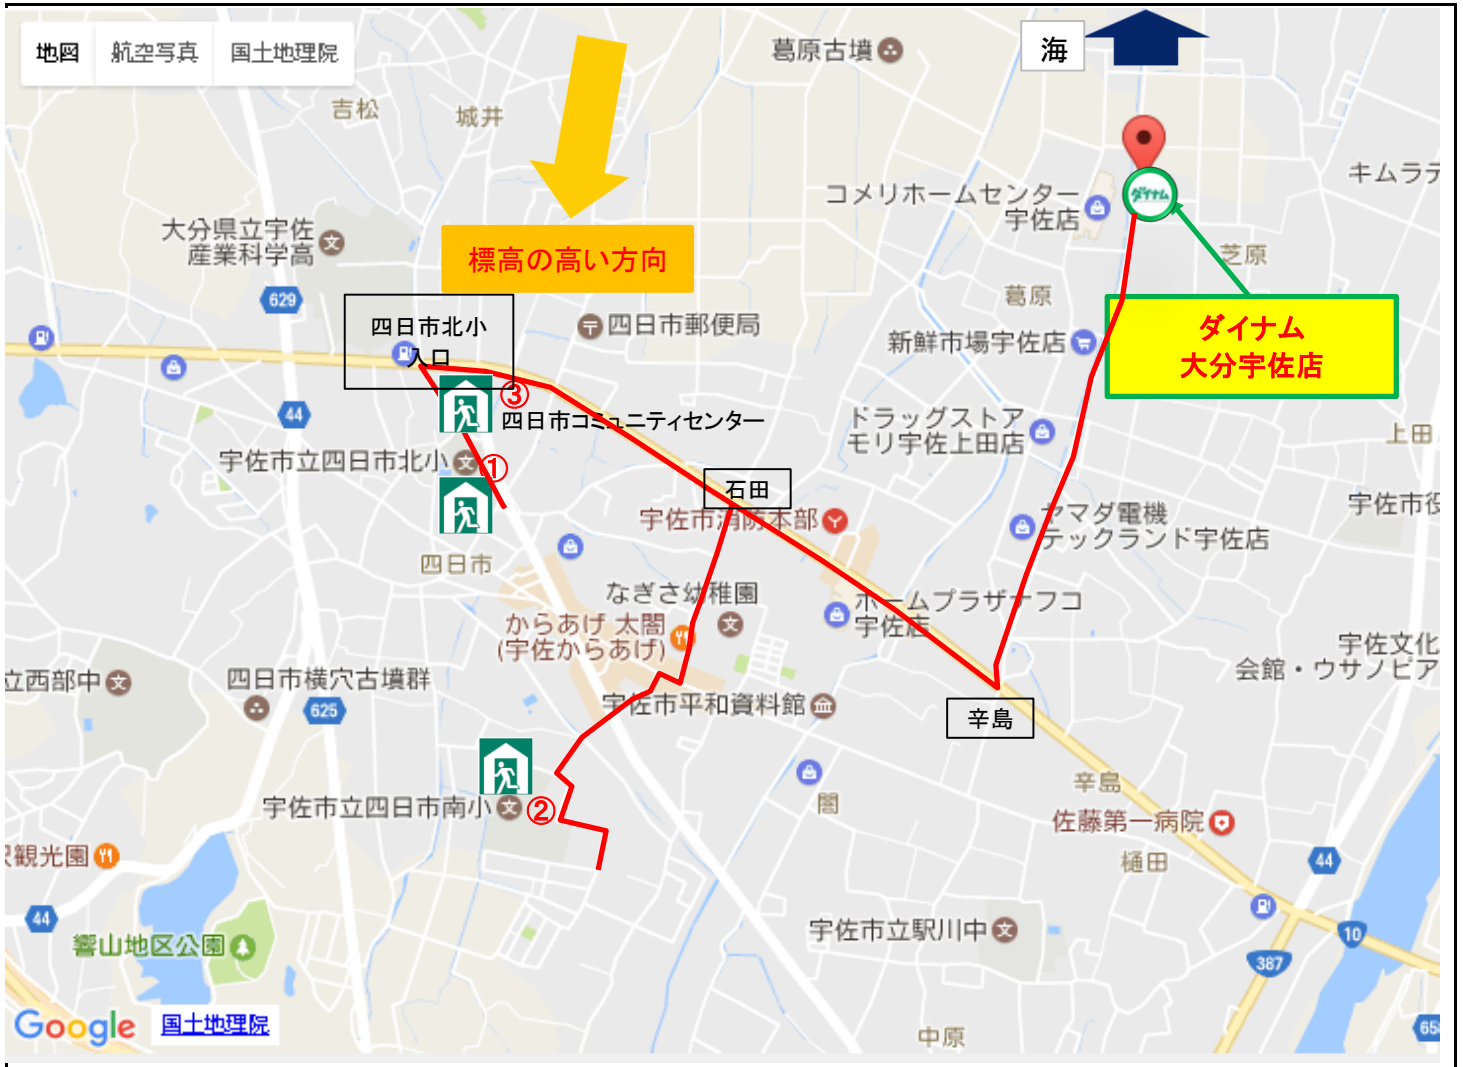 地図 航空写真 国土地理院
海
葛原古墳
吉松
城井
ダイナム
キムラデ
コメリホームセンター
宇佐店
大分県立宇佐
産業科学高
標高の高い方向
芝原
葛原
629
四日市北小
入口
四日市郵便局
新鮮市場宇佐店
ダイナム
大分宇佐店
③
四日市コミュニティセンター
44
ドラッグストア
モリ宇佐上田店
上田
宇佐市立四日市北小
①
石田
宇佐市消防本部
宇佐市役
ヤマダ電機
テックランド宇佐店
四日市
なぎさ幼稚園
からあげ 太閤
(宇佐からあげ)
ホームプラザナフコ
宇佐店
宇佐文化
会館・ウサノピア
立西部中
四日市横穴古墳群
625
宇佐市平和資料館
辛島
辛島
閤
宇佐市立四日市南小
②
佐藤第一病院
樋田
観光園
44
44
宇佐市立駅川中
10
387
響山地区公園
Google
国土地理院
中原
658